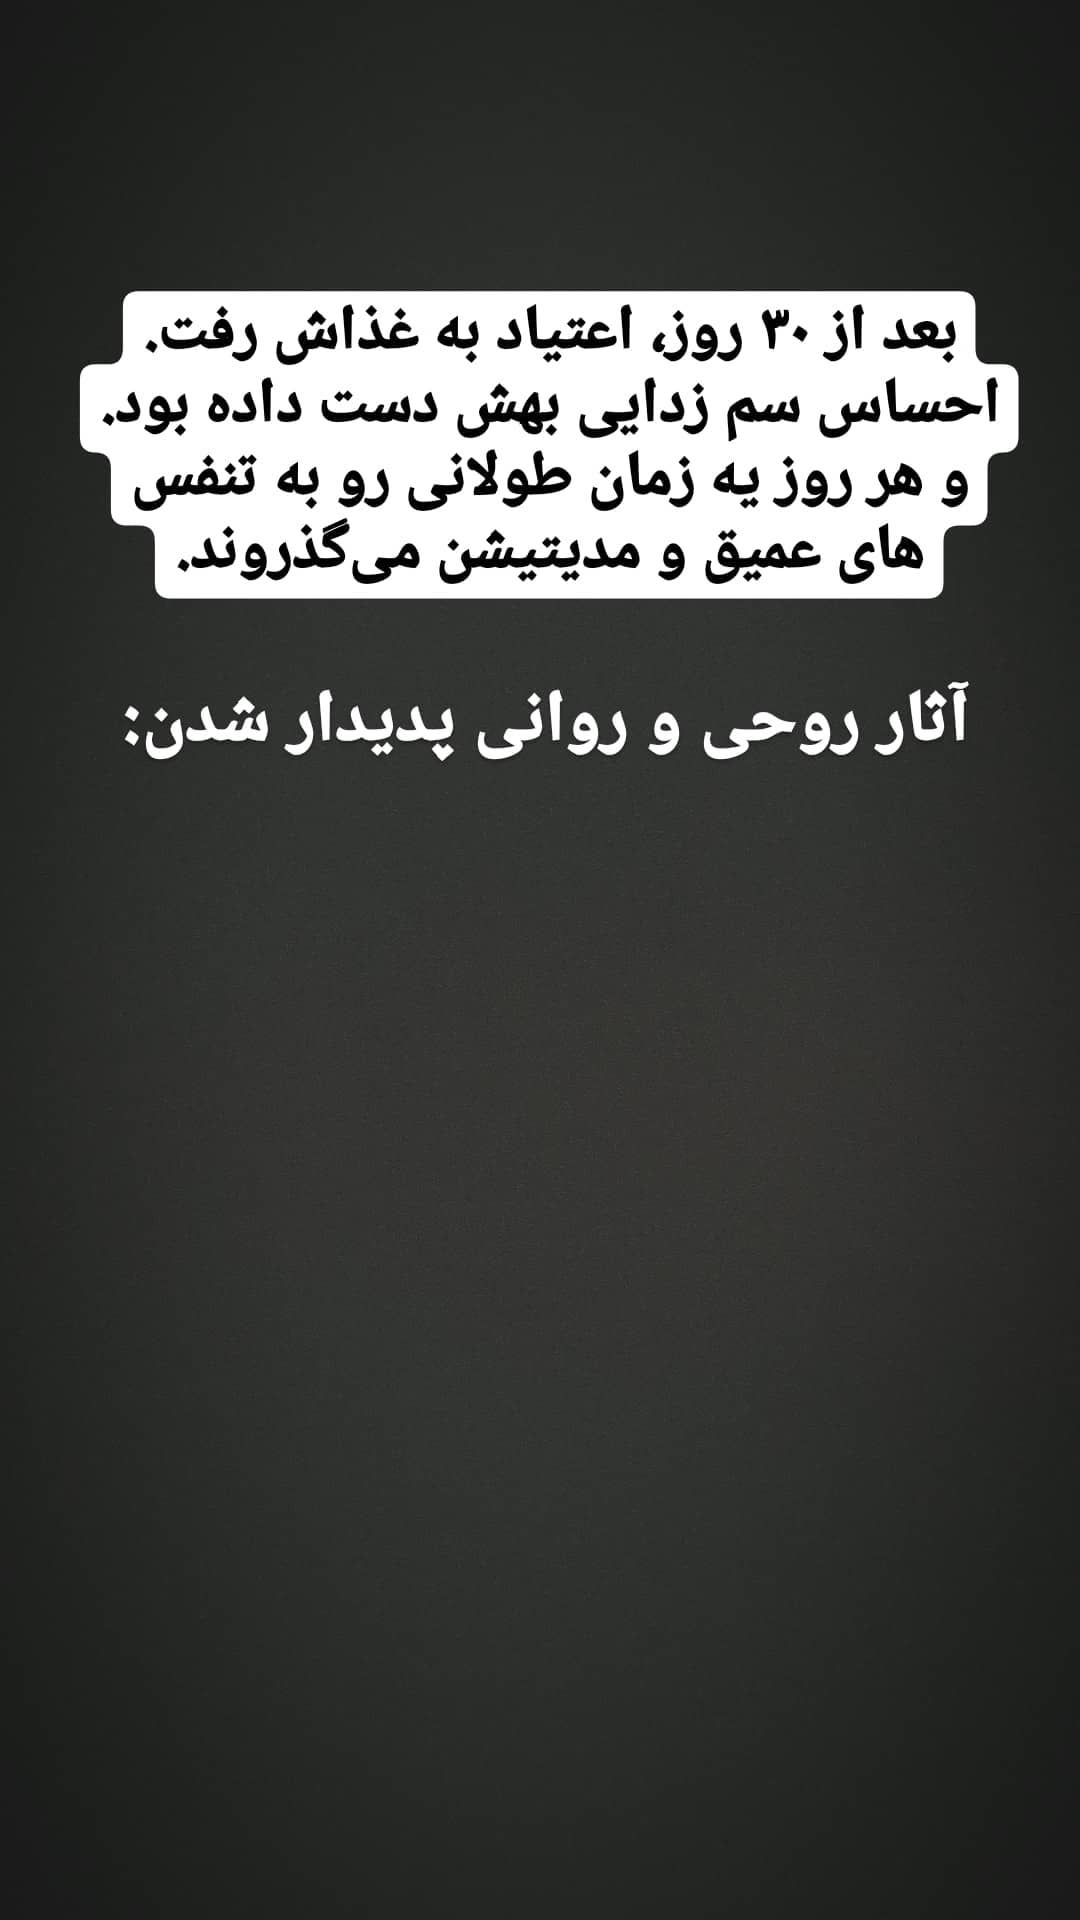 بعد از ۳۰ روز، اعتیاد به غذاش رفت.
احساس سم زدایی بهش دست داده بود.
و هر روز یه زمان طولانی رو به تنفس
های عمیق و مدیتیشن می‌گذروند.
آثار روحی و روانی پدیدار شدن: